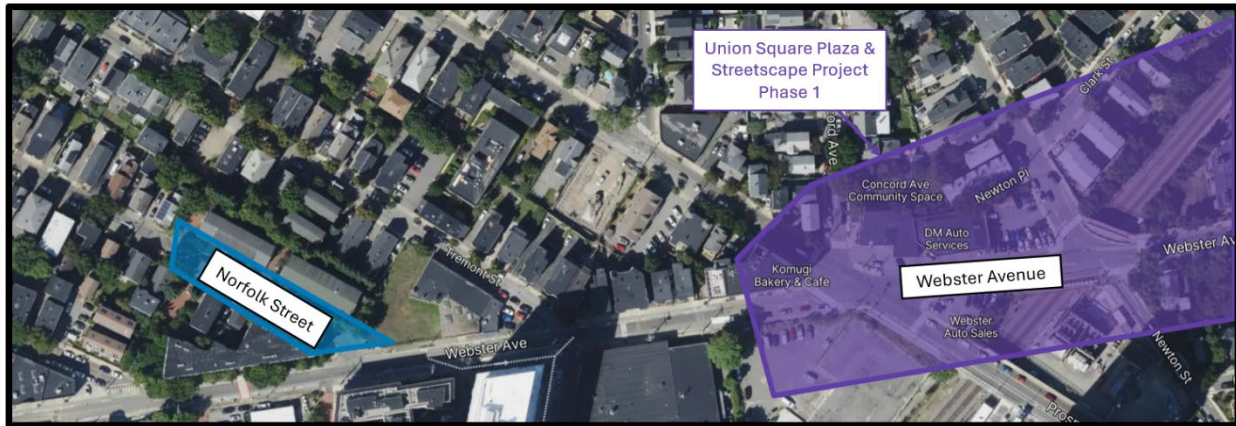 Union Square Plaza &
Streetscape Project
Phase 1
Clark St
Concord Ave
Community Space
Newton Pl
DM Auto
Services
Webster Av
Tremont St
Norfolk Street
Komugi
Bakery & Cafe
Webster Avenue
Webster
Auto Sales
Webster Ave
Newton St